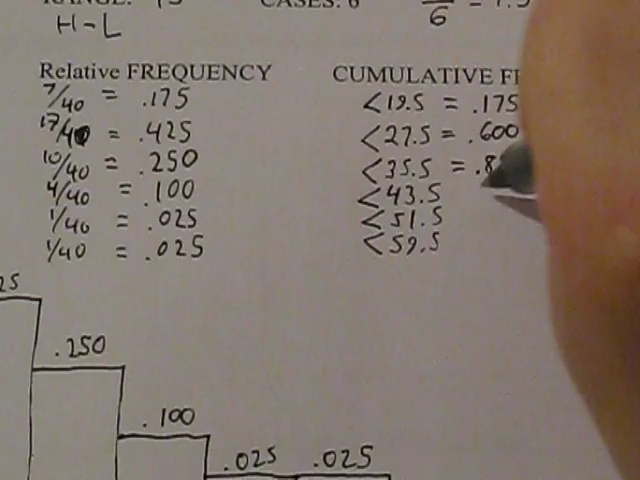 CASES: 6
6
H-L
Relative FREQUENCY
CUMULATIVE
7/40 = .175
<19.5 = .175
17/40 = .425
<27.5 = .600
10/40 = .250
<35.5 = .8
4/40 = .100
<43.5
1/40 = .025
<51.5
1/40 = .025
<59.5
.250
.100
.025
.025